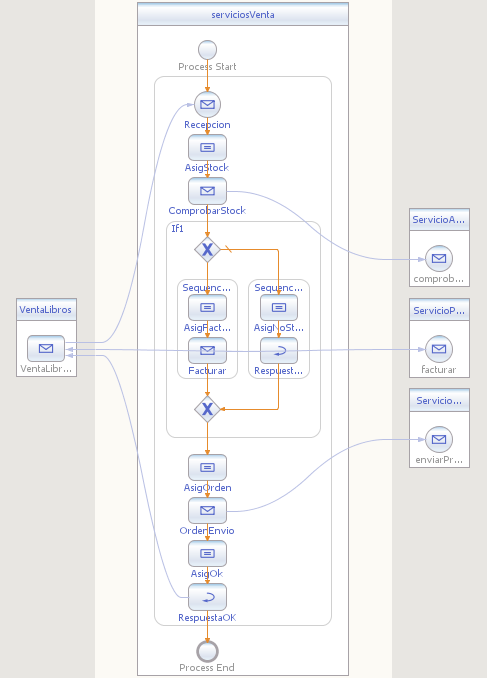 serviciosVenta
Process Start
Recepcion
AsigStock
ComprobarStock
If1
Sequenc...
Sequenc...
AsigFact...
AsigNoSt...
Facturar
Respuest...
AsigOrden
OrdenEnvio
AsigOk
RespuestaOK
Process End
VentaLibros
VentaLibr...
ServicioA...
comprob...
ServicioP...
facturar
Servicio...
enviarPr...